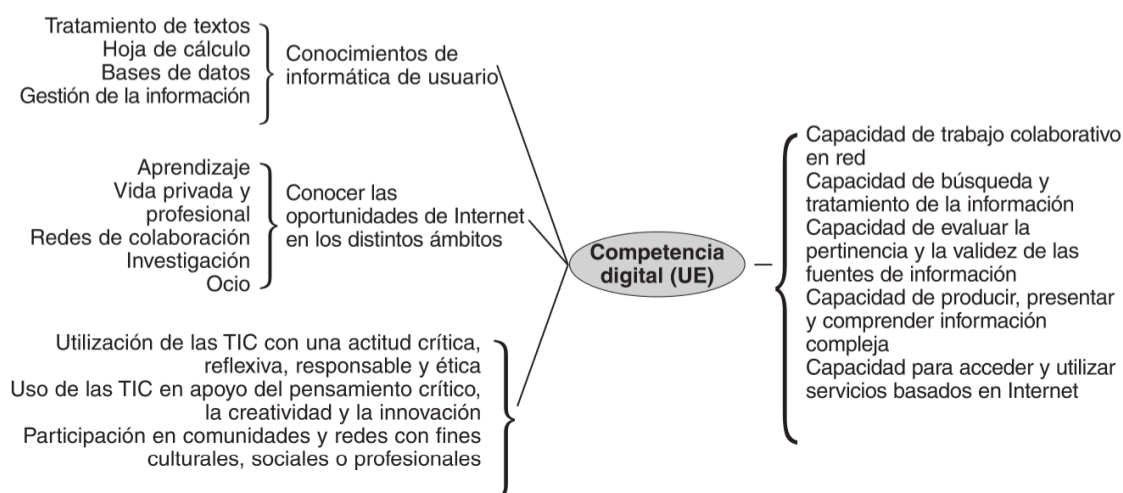 Tratamiento de textos
Hoja de cálculo
Bases de datos
Gestión de la información
Conocimientos de
informática de usuario
Aprendizaje
Vida privada y
profesional
Redes de colaboración
Investigación
Ocio
Conocer las
oportunidades de Internet
en los distintos ámbitos
Utilización de las TIC con una actitud crítica,
reflexiva, responsable y ética
Uso de las TIC en apoyo del pensamiento crítico,
la creatividad y la innovación
Participación en comunidades y redes con fines
culturales, sociales o profesionales
Competencia
digital (UE)
Capacidad de trabajo colaborativo
en red
Capacidad de búsqueda y
tratamiento de la información
Capacidad de evaluar la
pertinencia y la validez de las
fuentes de información
Capacidad de producir, presentar
y comprender información
compleja
Capacidad para acceder y utilizar
servicios basados en Internet